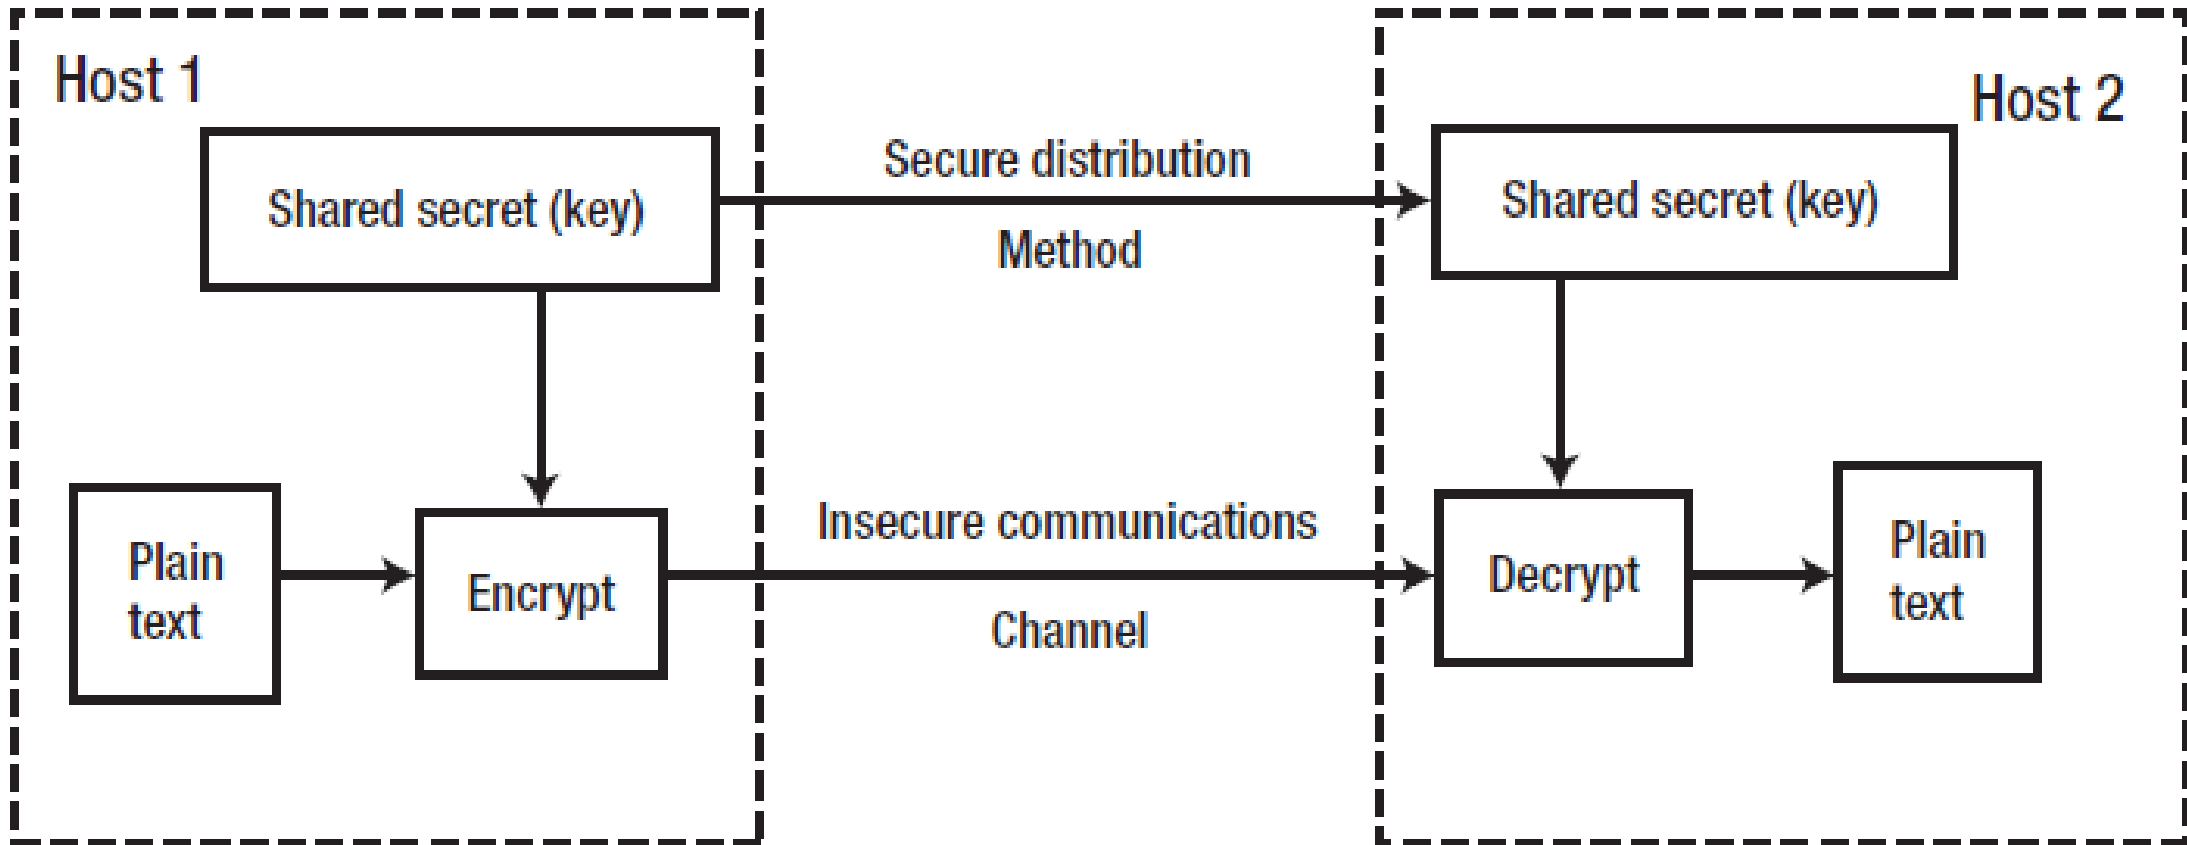 Host 1
Host 2
Shared secret (key)
Secure distribution
Method
Shared secret (key)
Plain
text
Encrypt
Insecure communications
Channel
Decrypt
Plain
text